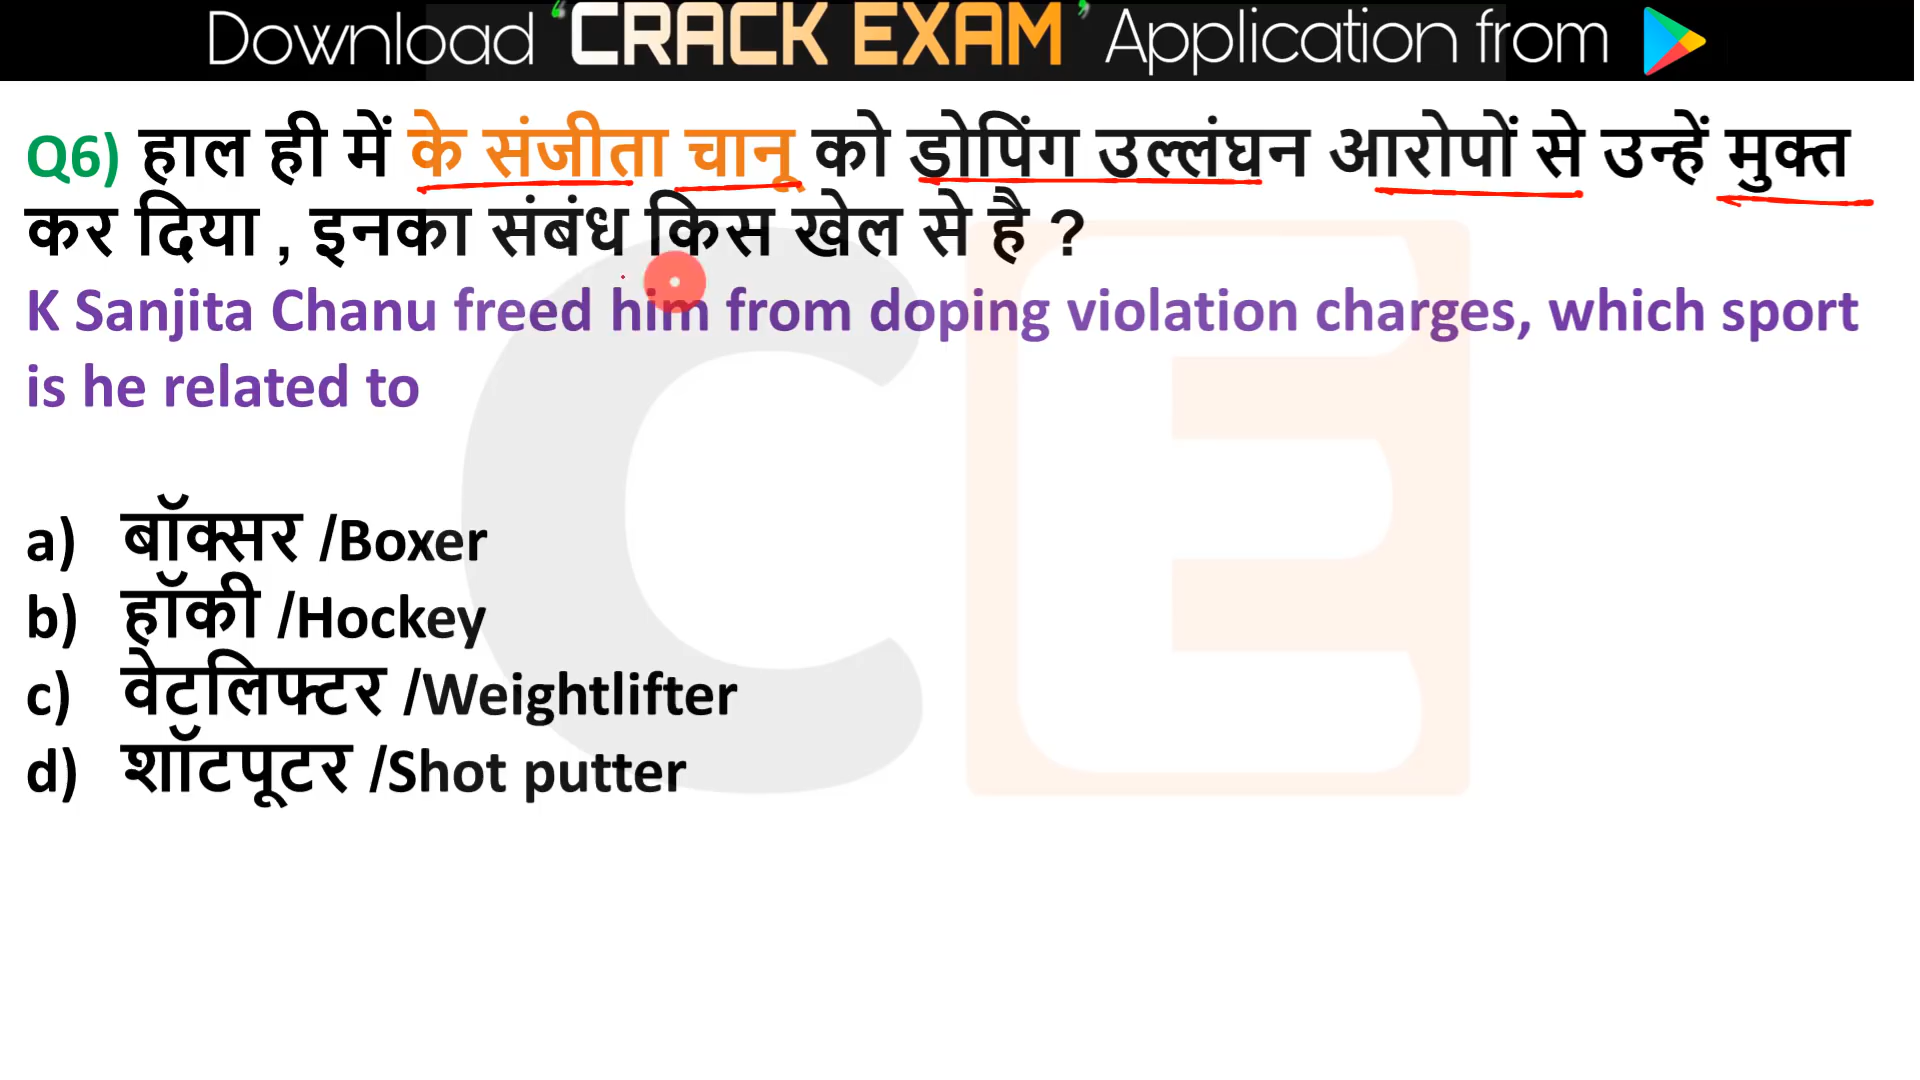 Download ‘CRACK EXAM’ Application from
Q6) हाल ही में के संजीता चानू को डोपिंग उल्लंघन आरोपों से उन्हें मुक्त
कर दिया , इनका संबंध किस खेल से है ?
K Sanjita Chanu freed him from doping violation charges, which sport
is he related to
a) बॉक्सर /Boxer
b) हॉकी /Hockey
c) वेटलिफ्टर /Weightlifter
d) शॉटपूटर /Shot putter
CE